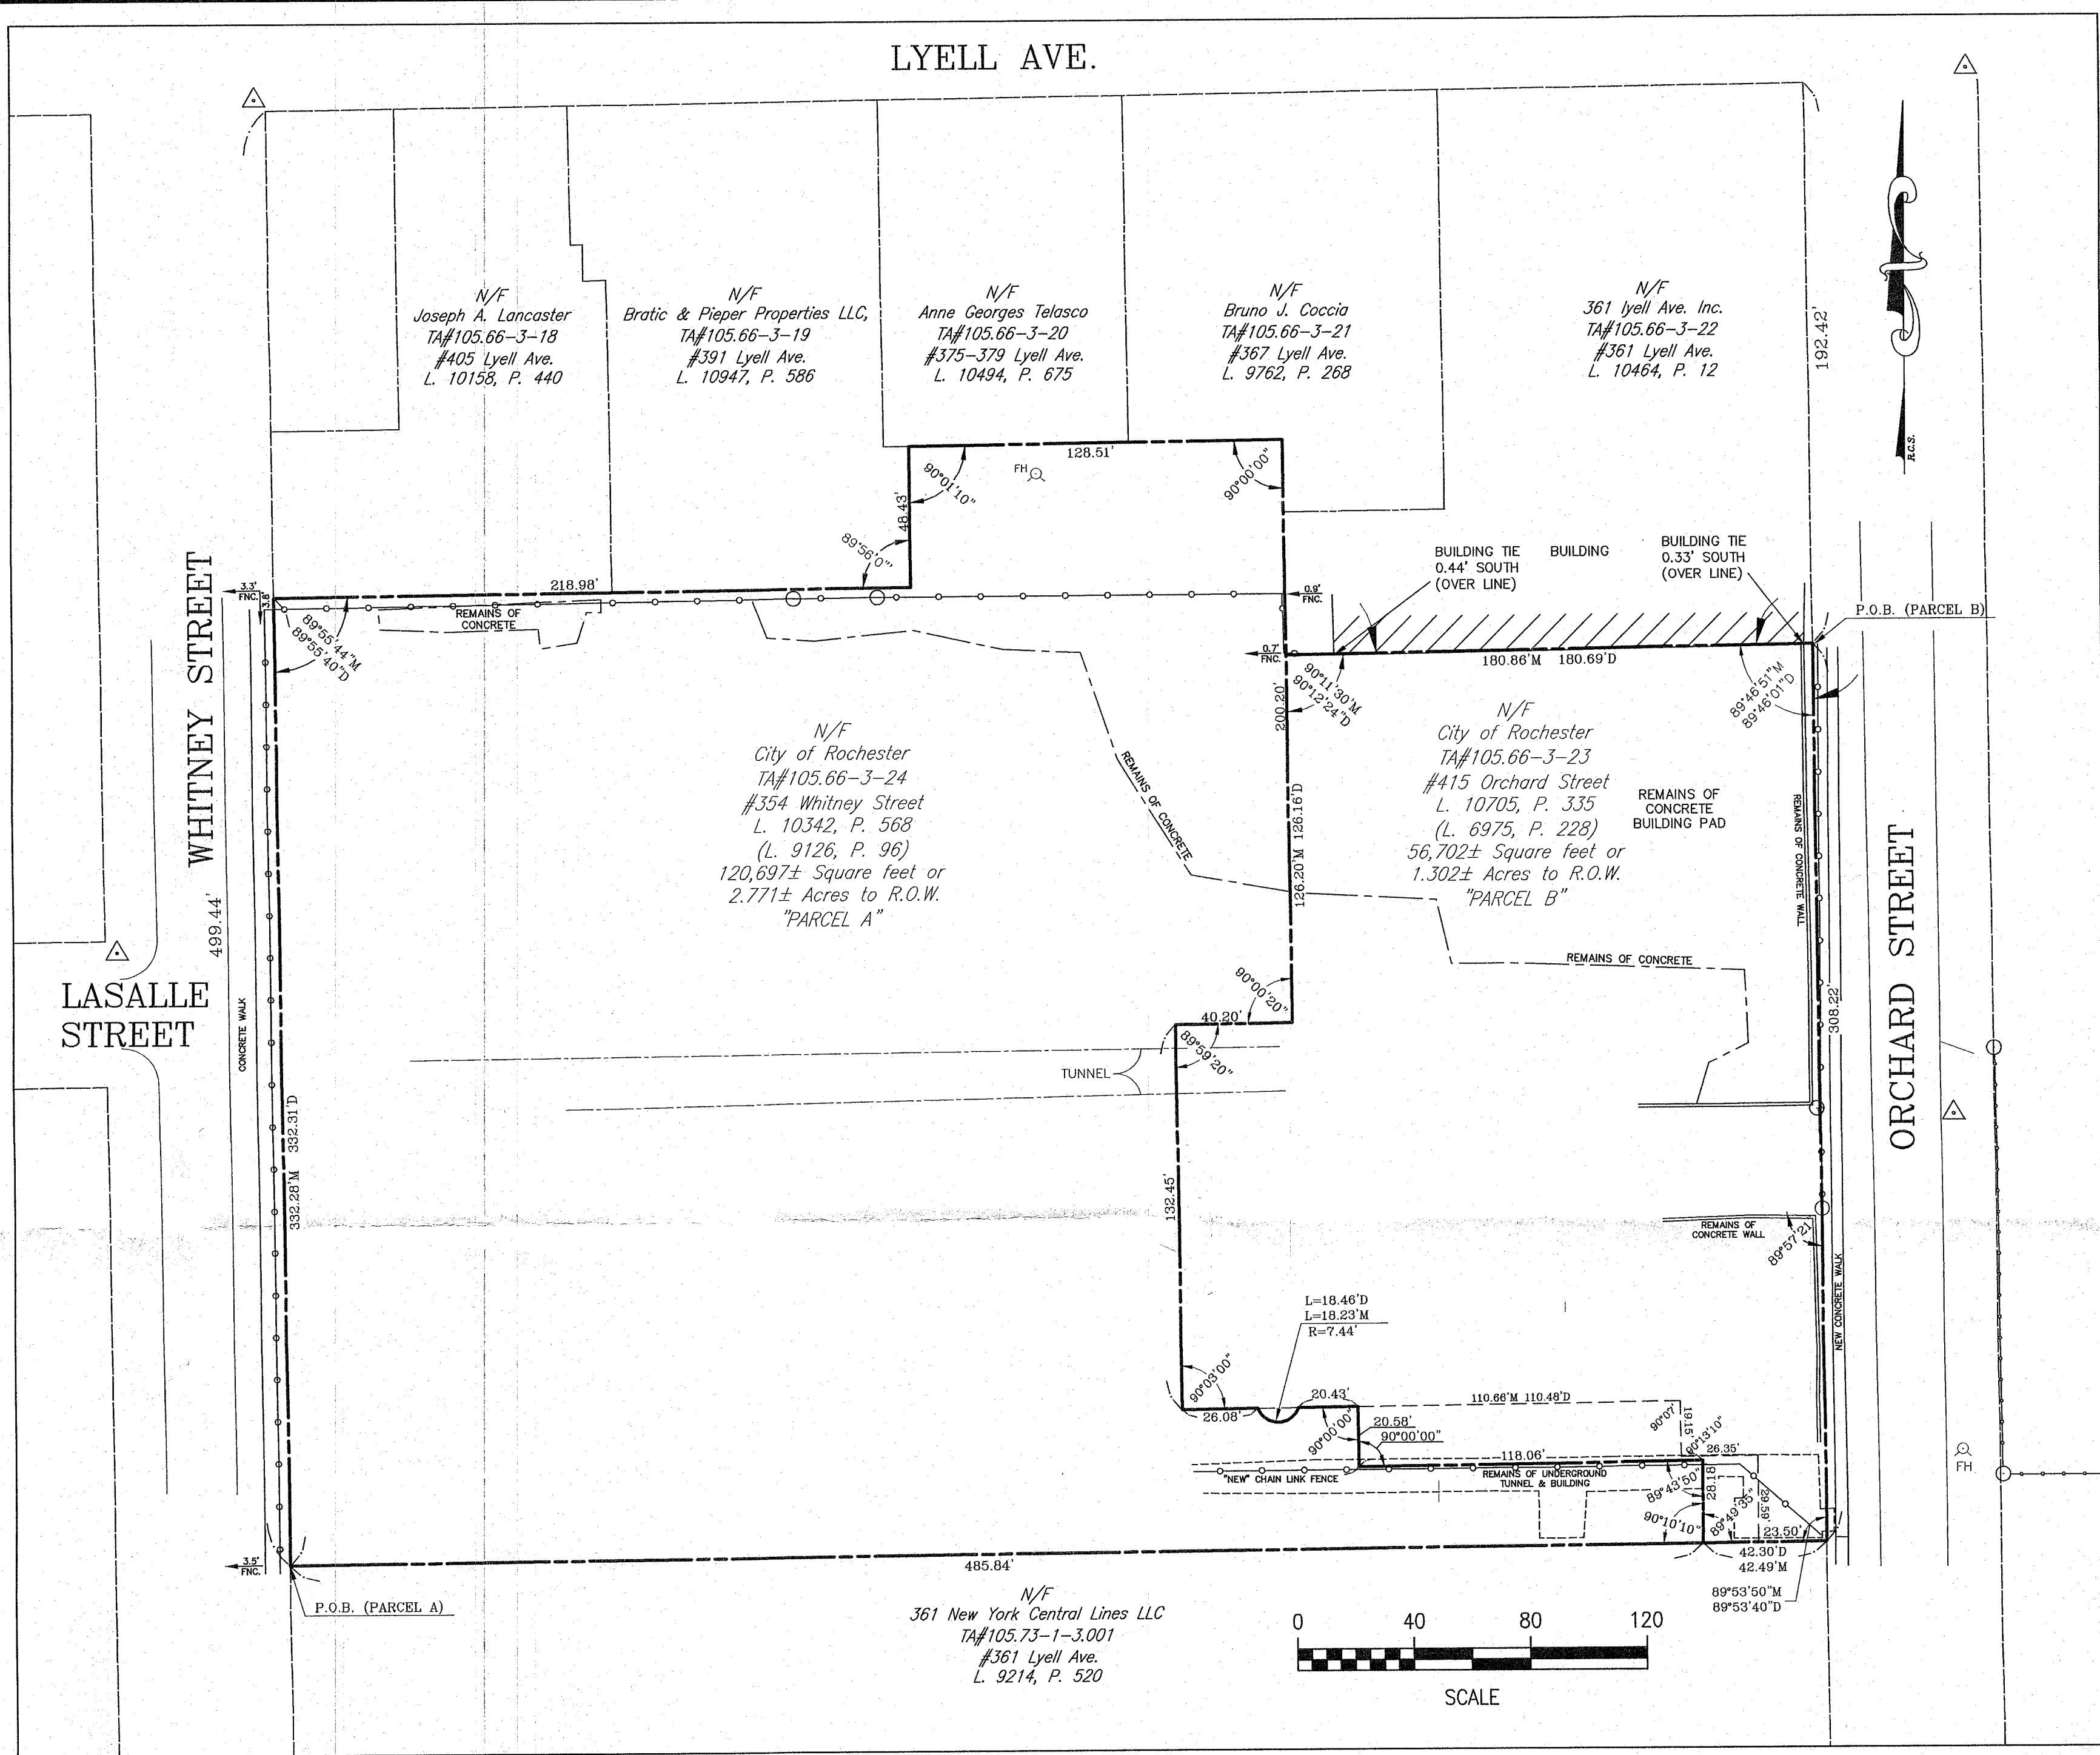 LYELL AVE.
N/F
Joseph A. Lancaster
TA#105.66-3-18
#405 Lyell Ave.
L. 10158, P. 440
N/F
Bratic & Pieper Properties LLC,
TA#105.66-3-19
#391 Lyell Ave.
L. 10947, P. 586
N/F
Anne Georges Telasco
TA#105.66-3-20
#375-379 Lyell Ave.
L. 10494, P. 675
N/F
Bruno J. Coccia
TA#105.66-3-21
#367 Lyell Ave.
L. 9762, P. 268
N/F
361 lyell Ave. Inc.
TA#105.66-3-22
#361 Lyell Ave.
L. 10464, P. 12
192.42'
R.C.S.
128.51'
FH
90°01'10"
90°00'00"
48.43'
89°56'0"
218.98'
3.3'
FNC.
3.8'
REMAINS OF
CONCRETE
89°55'44"M
89°55'40"D
0.9'
FNC.
0.7'
FNC.
BUILDING TIE
0.44' SOUTH
(OVER LINE)
BUILDING
BUILDING TIE
0.33' SOUTH
(OVER LINE)
P.O.B. (PARCEL B)
180.86'M 180.69'D
90°11'30"M
90°12'24"D
89°46'51"M
89°46'01"D
200.20'
WHITNEY STREET
499.44'
N/F
City of Rochester
TA#105.66-3-24
#354 Whitney Street
L. 10342, P. 568
(L. 9126, P. 96)
120,697± Square feet or
2.771± Acres to R.O.W.
"PARCEL A"
REMAINS OF CONCRETE
126.20'M 126.16'D
N/F
City of Rochester
TA#105.66-3-23
#415 Orchard Street
L. 10705, P. 335
(L. 6975, P. 228)
56,702± Square feet or
1.302± Acres to R.O.W.
"PARCEL B"
REMAINS OF
CONCRETE
BUILDING PAD
REMAINS OF CONCRETE WALL
REMAINS OF CONCRETE
ORCHARD STREET
308.22'
LASALLE
STREET
CONCRETE WALK
90°00'20"
40.20'
89°59'20"
TUNNEL
332.28'M 332.31'D
132.45'
REMAINS OF
CONCRETE WALL
89°57'21
NEW CONCRETE WALK
L=18.46'D
L=18.23'M
R=7.44'
90°03'00"
26.08'
20.43'
90°00'00"
20.58'
90°00'00"
110.66'M 110.48'D
90°07'
19.15'
90°13'10"
26.35'
118.06'
"NEW" CHAIN LINK FENCE
REMAINS OF UNDERGROUND
TUNNEL & BUILDING
89°43'50"
28.18'
90°10'10"
89°49'35"
29.59'
23.50'
42.30'D
42.49'M
89°53'50"M
89°53'40"D
FH
3.5'
FNC.
485.84'
P.O.B. (PARCEL A)
N/F
361 New York Central Lines LLC
TA#105.73-1-3.001
#361 Lyell Ave.
L. 9214, P. 520
0 40 80 120
SCALE